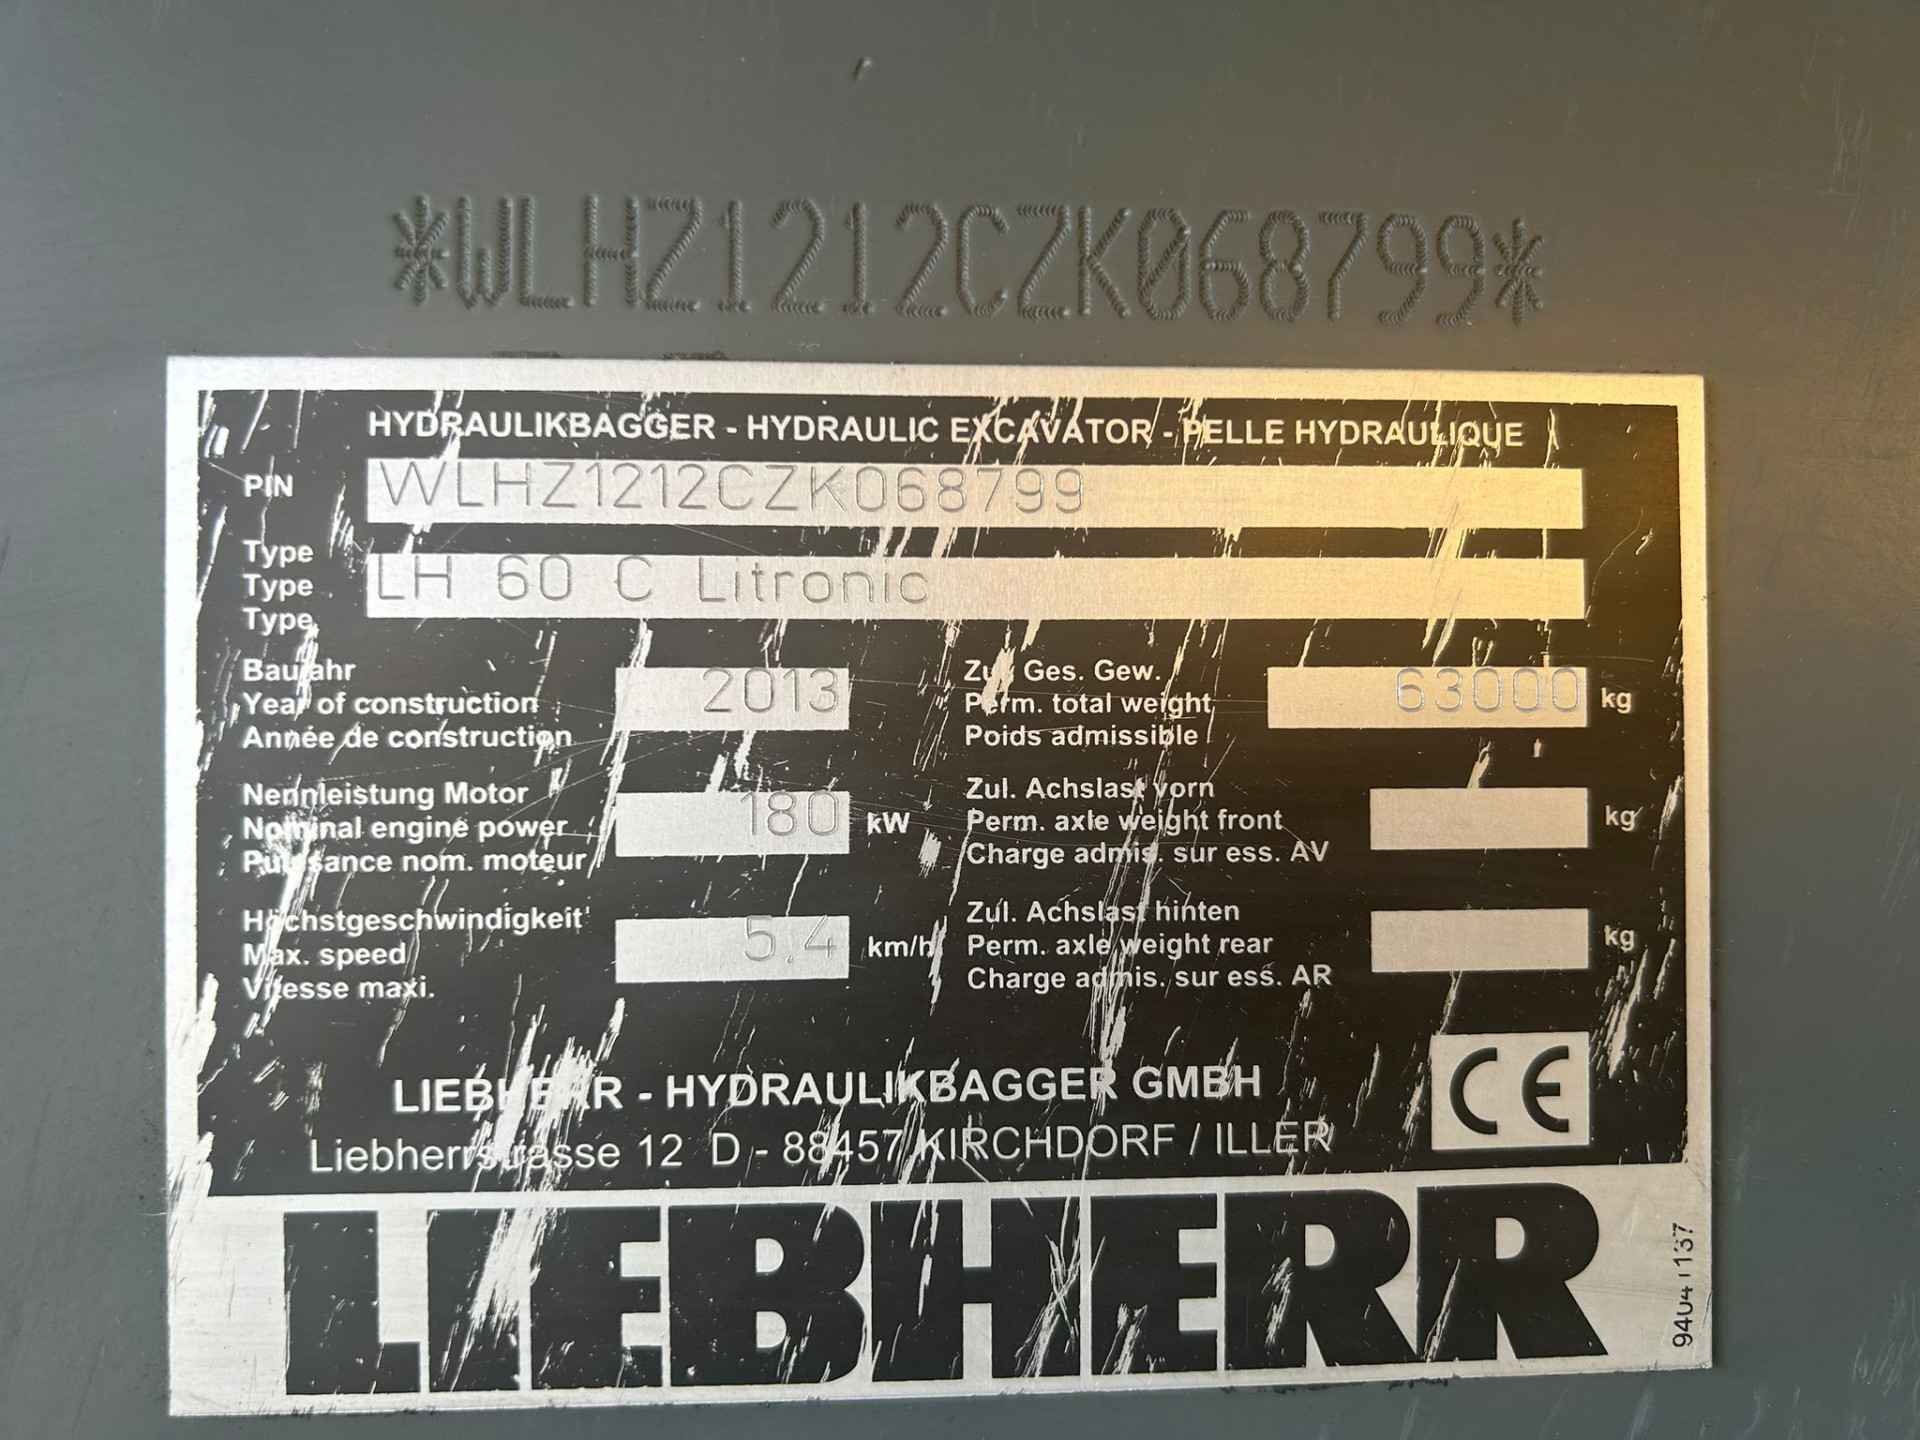 *WLHZ1212CZK068799*
HYDRAULIKBAGGER - HYDRAULIC EXCAVATOR - PELLE HYDRAULIQUE
PIN WLHZ1212CZK068799
Type
Type LH 60 C Litronic
Type
Baujahr
Year of construction 2013
Année de construction
Zul. Ges. Gew.
Perm. total weight 63000 kg
Poids admissible
Nennleistung Motor
Nominal engine power 180 kW
Puissance nom. moteur
Zul. Achslast vorn
Perm. axle weight front kg
Charge admis. sur ess. AV
Höchstgeschwindigkeit
Max. speed 5.4 km/h
Vitesse maxi.
Zul. Achslast hinten
Perm. axle weight rear kg
Charge admis. sur ess. AR
LIEBHERR - HYDRAULIKBAGGER GMBH
Liebherrstrasse 12 D - 88457 KIRCHDORF / ILLER
CE
LIEBHERR
94041137